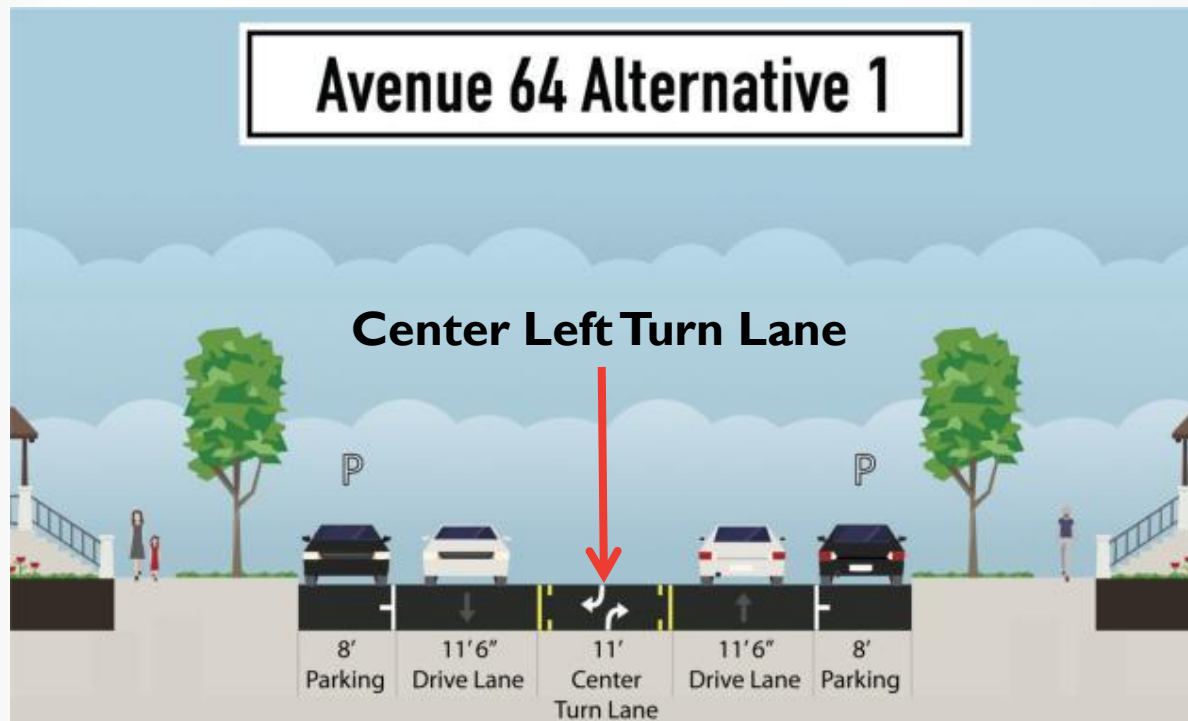 Avenue 64 Alternative 1
Center Left Turn Lane
P P
8' 11'6" 11' 11'6" 8'
Parking Drive Lane Center Drive Lane Parking
Turn Lane